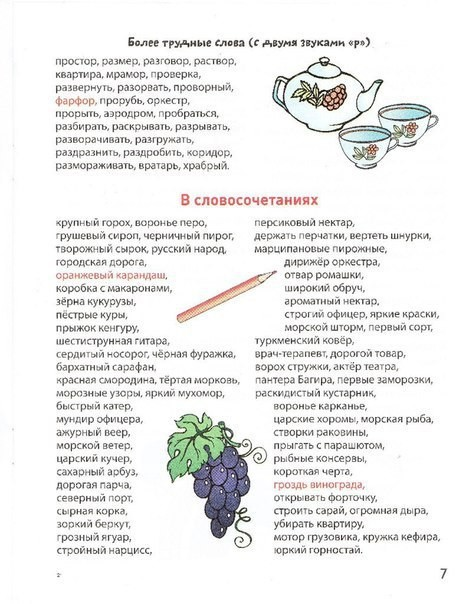 Более трудные слова (с двумя звуками «р»)
простор, размер, разговор, раствор,
квартира, мрамор, проверка,
развернуть, разорвать, проворный,
фарфор, прорубь, оркестр,
прорыть, аэродром, пробраться,
разбирать, раскрывать, разрывать,
разворачивать, разгружать,
раздразнить, раздробить, коридор,
размораживать, вратарь, храбрый.
В словосочетаниях
крупный горох, воронье перо,
грушевый сироп, черничный пирог,
творожный сырок, русский народ,
городская дорога,
оранжевый карандаш,
коробка с макаронами,
зёрна кукурузы,
пёстрые куры,
прыжок кенгуру,
шестиструнная гитара,
сердитый носорог, чёрная фуражка,
бархатный сарафан,
красная смородина, тёртая морковь,
морозные узоры, яркий мухомор,
быстрый катер,
мундир офицера,
ажурный веер,
морской ветер,
царский кучер,
сахарный арбуз,
дорогая парча,
северный порт,
сырная корка,
зоркий беркут,
грозный ягуар,
стройный нарцисс,
персиковый нектар,
держать перчатки, вертеть шнурки,
марципановые пирожные,
дирижёр оркестра,
отвар ромашки,
широкий обруч,
ароматный нектар,
строгий офицер, яркие краски,
морской шторм, первый сорт,
туркменский ковёр,
врач-терапевт, дорогой товар,
ворох стружки, актёр театра,
пантера Багира, первые заморозки,
раскидистый кустарник,
воронье карканье,
царские хоромы, морская рыба,
створки раковины,
прыгать с парашютом,
рыбные консервы,
короткая черта,
гроздь винограда,
открывать форточку,
строить сарай, огромная дыра,
убирать квартиру,
мотор грузовика, кружка кефира,
юркий горностай.
7